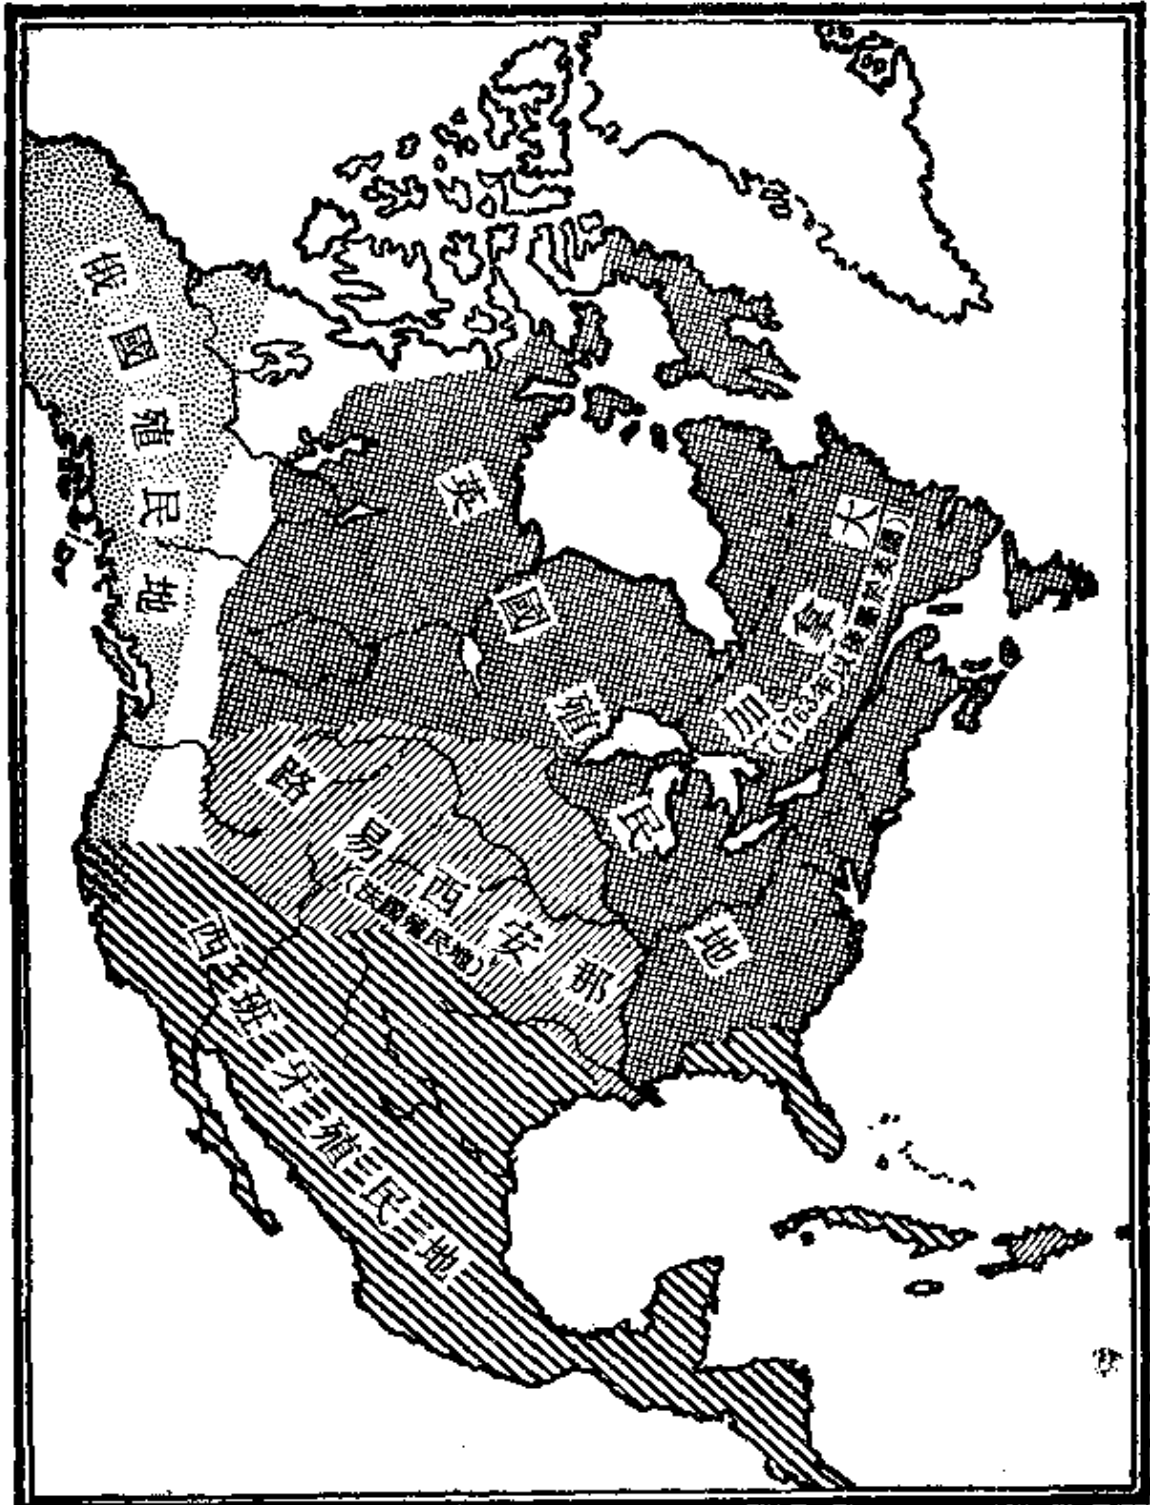 俄國殖民地
英國殖民地
加拿大
(1763年以後屬於英國)
路易西安那
(法國殖民地)
西班牙殖民地